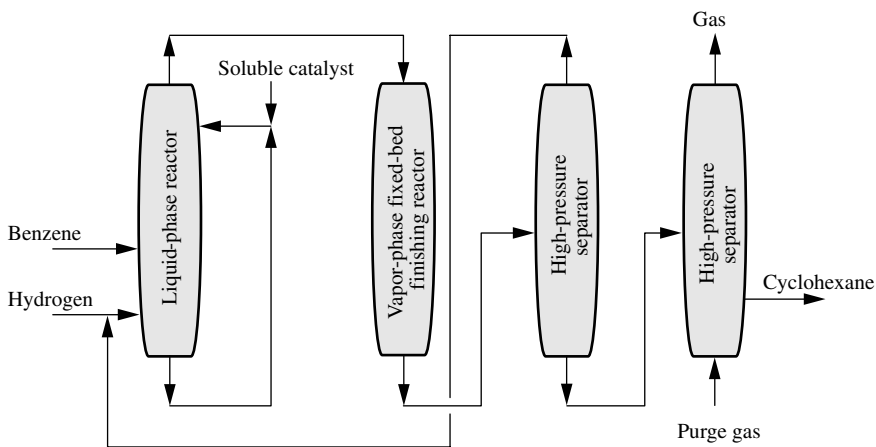 Gas
Soluble catalyst
Liquid-phase reactor
Vapor-phase fixed-bed
finishing reactor
High-pressure
separator
High-pressure
separator
Benzene
Hydrogen
Cyclohexane
Purge gas